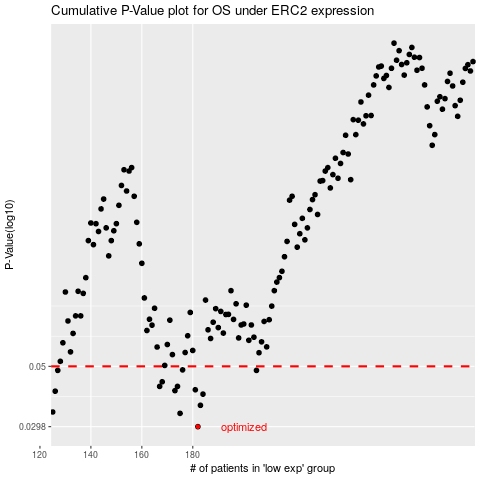 Cumulative P-Value plot for OS under ERC2 expression
P-Value(log10)
0.05
0.0298
optimized
120 140 160 180
# of patients in 'low exp' group